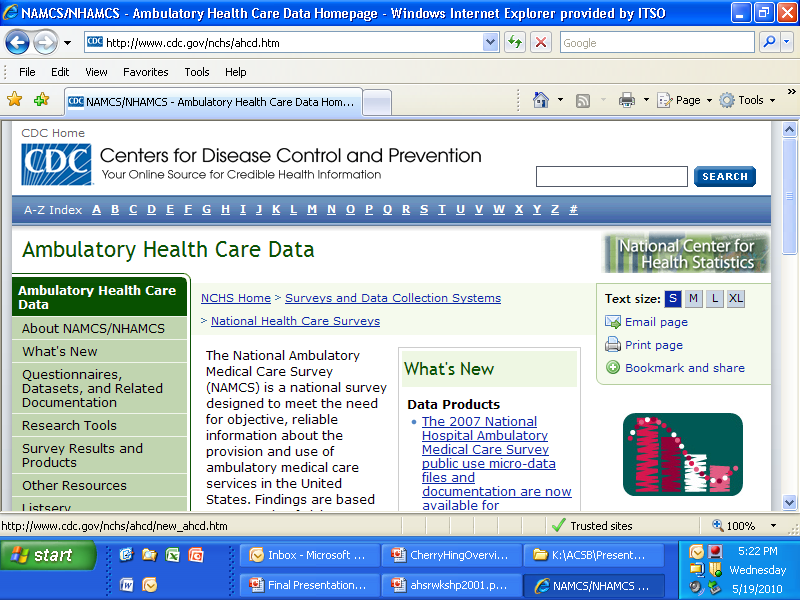 NAMCS/NHAMCS - Ambulatory Health Care Data Homepage - Windows Internet Explorer provided by ITSO
CDC http://www.cdc.gov/nchs/ahcd.htm
Google
File Edit View Favorites Tools Help
CDC NAMCS/NHAMCS - Ambulatory Health Care Data Hom...
Page Tools »
CDC Home
CDC
Centers for Disease Control and Prevention
Your Online Source for Credible Health Information
SEARCH
A-Z Index A B C D E F G H I J K L M N O P Q R S T U V W X Y Z #
Ambulatory Health Care Data
National Center for
Health Statistics
Ambulatory Health Care
Data
About NAMCS/NHAMCS
What's New
Questionnaires,
Datasets, and Related
Documentation
Research Tools
Survey Results and
Products
Other Resources
Listserv
NCHS Home > Surveys and Data Collection Systems
> National Health Care Surveys
The National Ambulatory
Medical Care Survey
(NAMCS) is a national survey
designed to meet the need
for objective, reliable
information about the
provision and use of
ambulatory medical care
services in the United
States. Findings are based
What's New
Data Products
• The 2007 National
Hospital Ambulatory
Medical Care Survey
public use micro-data
files and
documentation are now
available for
Text size: S M L XL
Email page
Print page
Bookmark and share
http://www.cdc.gov/nchs/ahcd/new_ahcd.htm
Trusted sites
100%
start
Inbox - Microsoft ...
CherryHingOvervi...
K:\ACSB\Present...
Final Presentation...
ahsrwkshp2001.p...
NAMCS/NHAMCS ...
5:22 PM
Wednesday
5/19/2010